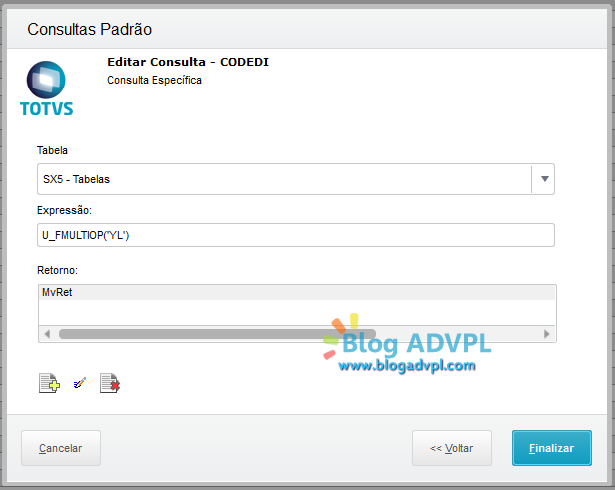 Consultas Padrão
Editar Consulta - CODEDI
Consulta Específica
TOTVS
Tabela
SX5 - Tabelas
Expressão:
U_FMULTIOP("YL")
Retorno:
MvRet
Blog ADVPL
www.blogadvpl.com
Cancelar
<< Voltar
Finalizar